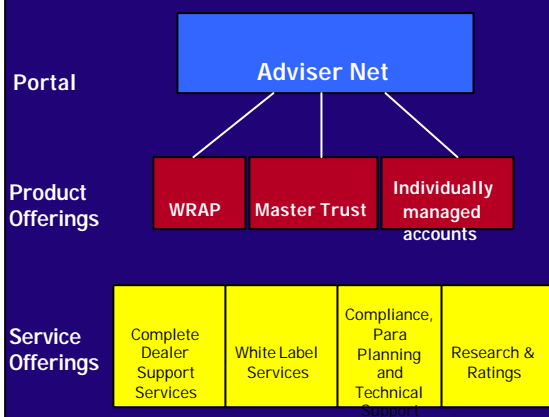 Adviser Net
Portal
Product
Offerings
WRAP
Master Trust
Individually
managed
accounts
Service
Offerings
Complete
Dealer
Support
Services
White Label
Services
Compliance,
Para
Planning
and
Technical
Support
Research &
Ratings